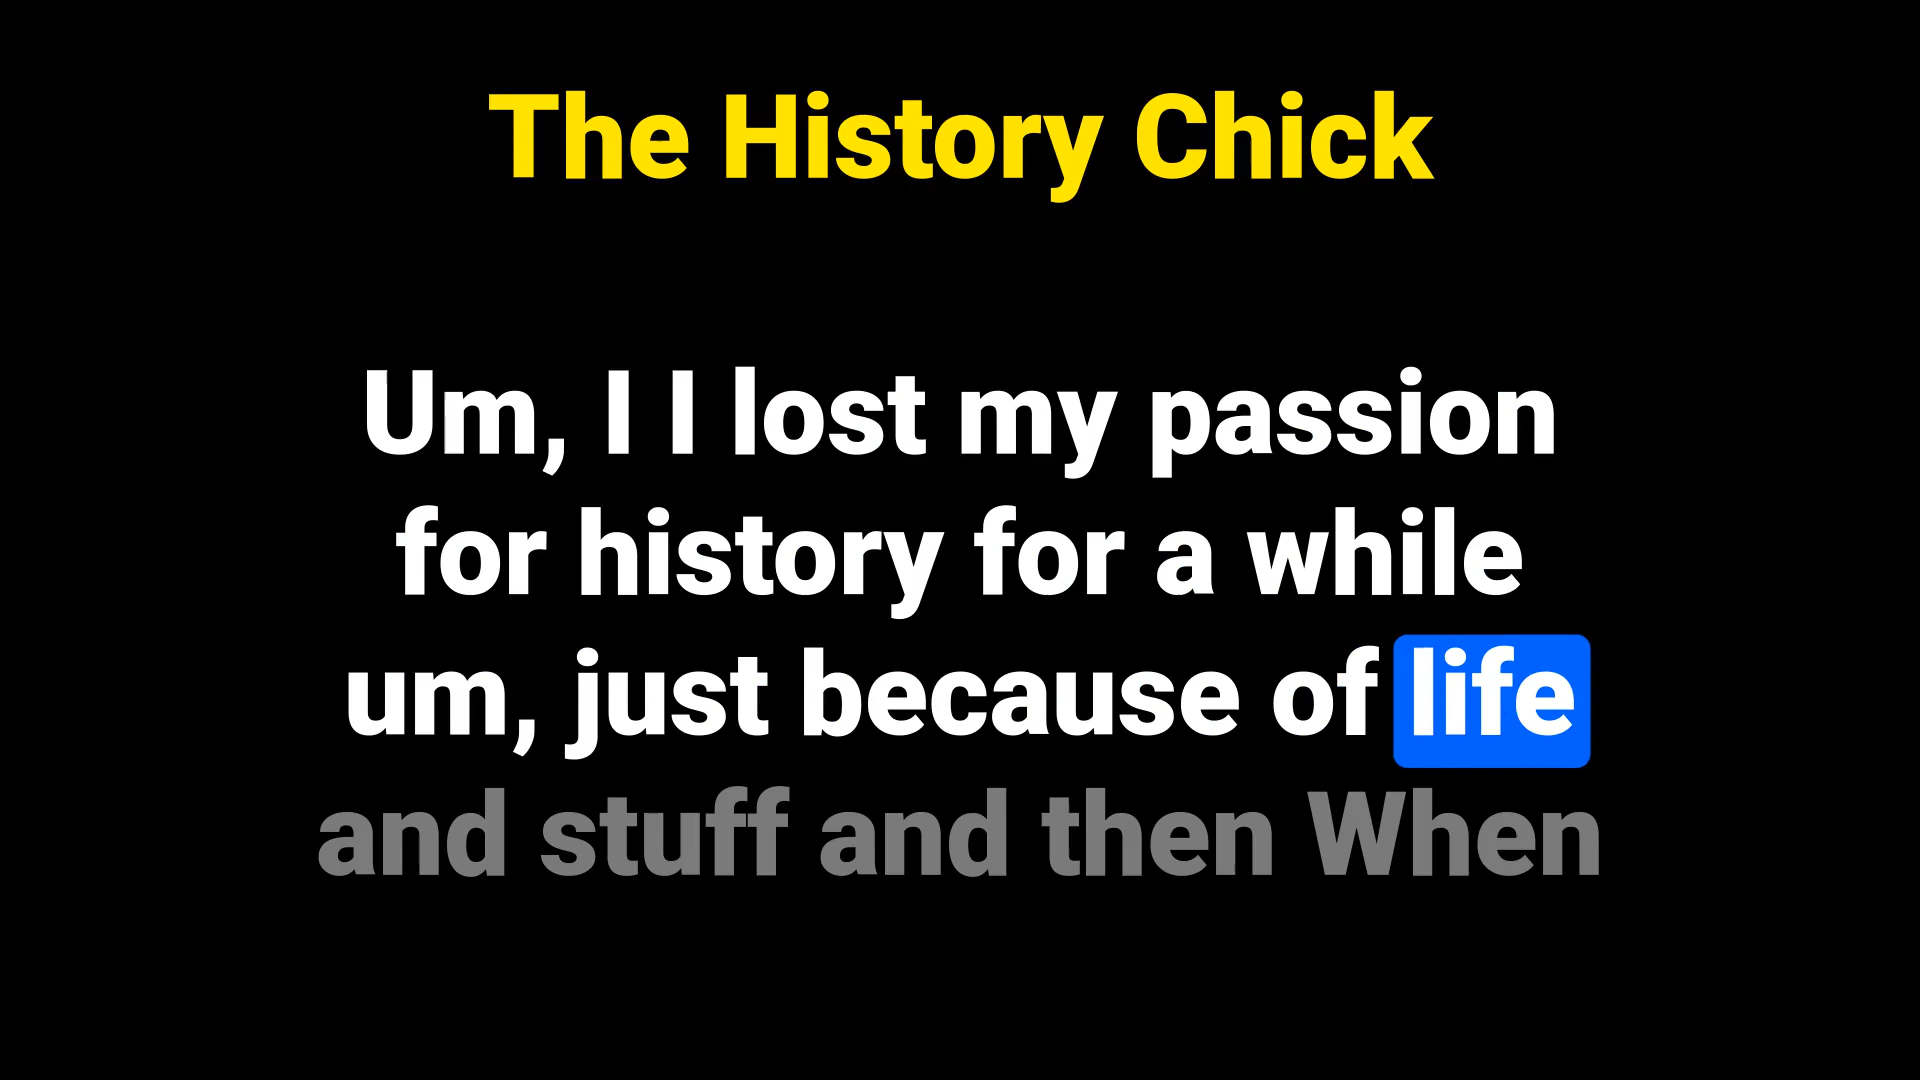 The History Chick
Um, I I lost my passion
for history for a while
um, just because of life
and stuff and then When